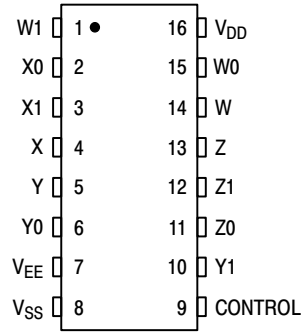 W1 1 16 VDD
X0 2 15 W0
X1 3 14 W
X 4 13 Z
Y 5 12 Z1
Y0 6 11 Z0
VEE 7 10 Y1
VSS 8 9 CONTROL